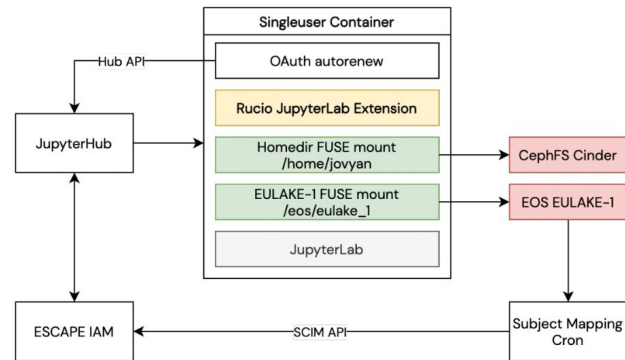 Singleuser Container
OAuth autorenew
Hub API
Rucio JupyterLab Extension
JupyterHub
Homedir FUSE mount
/home/jovyan
CephFS Cinder
EULAKE-1 FUSE mount
/eos/eulake_1
EOS EULAKE-1
JupyterLab
ESCAPE IAM
SCIM API
Subject Mapping
Cron